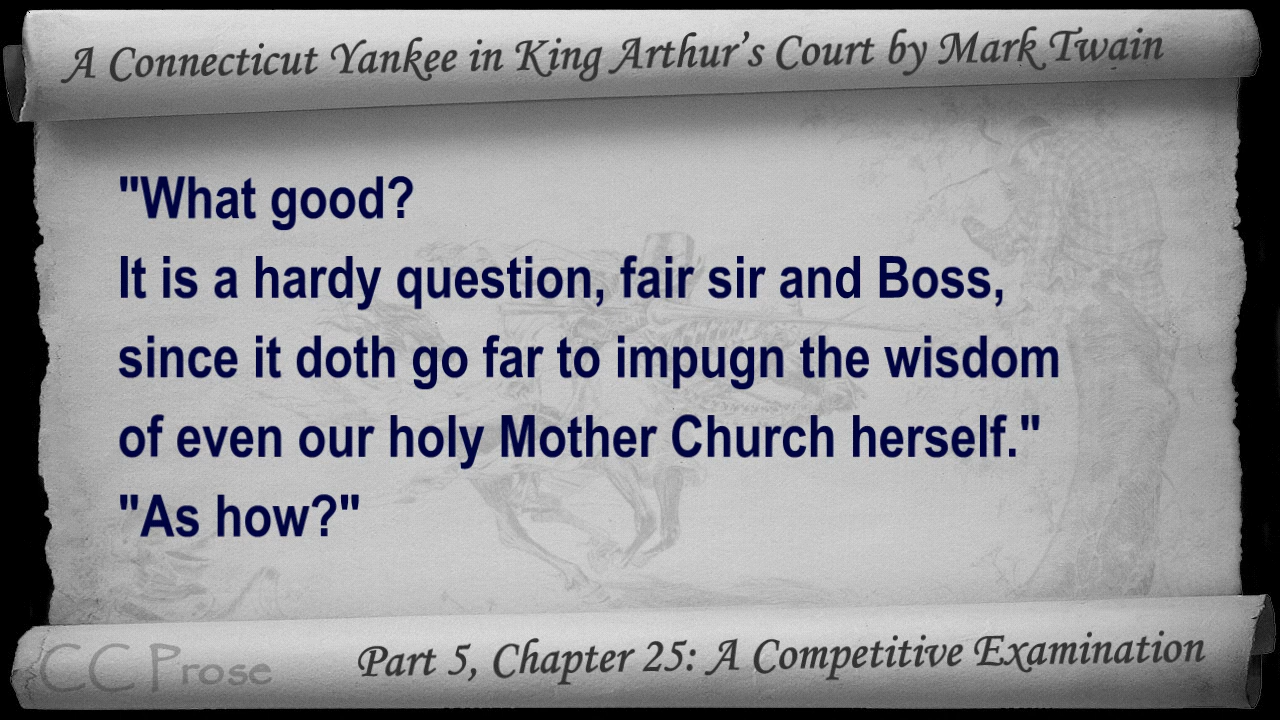 A Connecticut Yankee in King Arthur's Court by Mark Twain
"What good?
It is a hardy question, fair sir and Boss,
since it doth go far to impugn the wisdom
of even our holy Mother Church herself."
"As how?"
CC Prose
Part 5, Chapter 25: A Competitive Examination